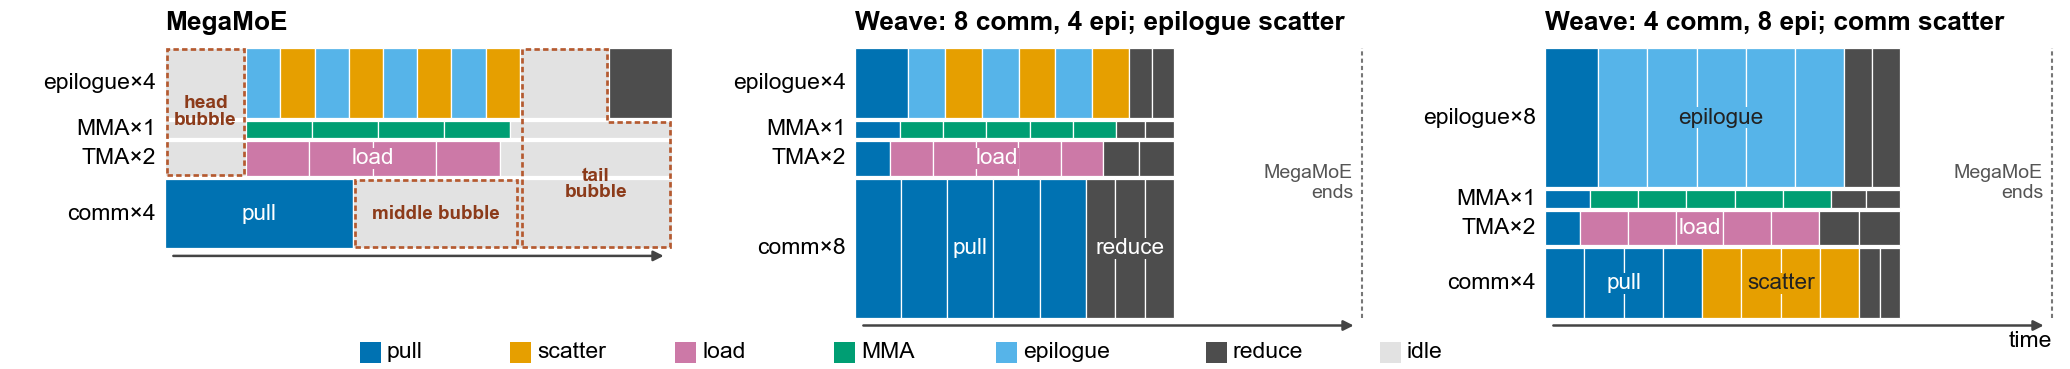 MegaMoE
epilogue×4
MMA×1
TMA×2
comm×4
head
bubble
load
pull
middle bubble
tail
bubble
Weave: 8 comm, 4 epi; epilogue scatter
epilogue×4
MMA×1
TMA×2
comm×8
load
pull
reduce
MegaMoE
ends
Weave: 4 comm, 8 epi; comm scatter
epilogue×8
MMA×1
TMA×2
comm×4
epilogue
load
pull
scatter
MegaMoE
ends
time
pull
scatter
load
MMA
epilogue
reduce
idle